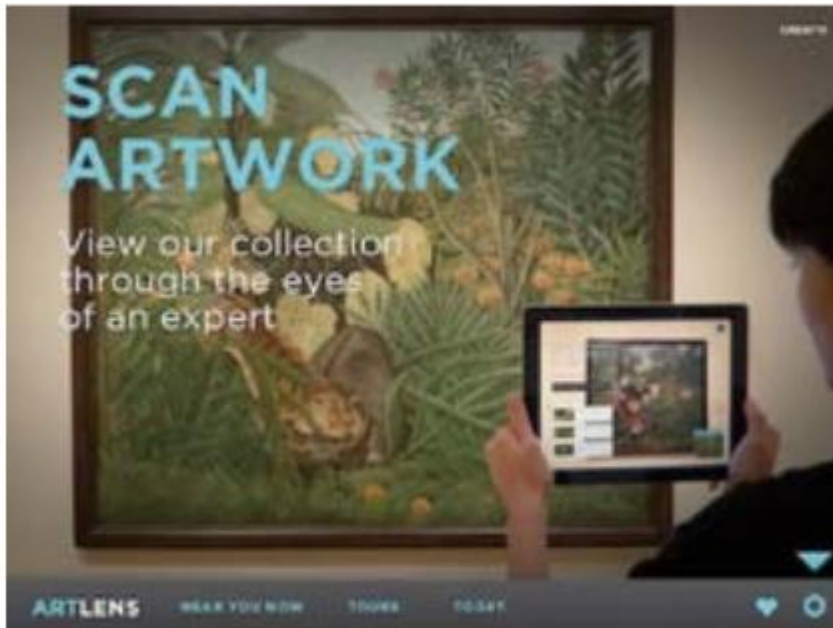 SCAN
ARTWORK
View our collection
through the eyes
of an expert
ARTLENS NEAR YOU NOW TOURS TODAY